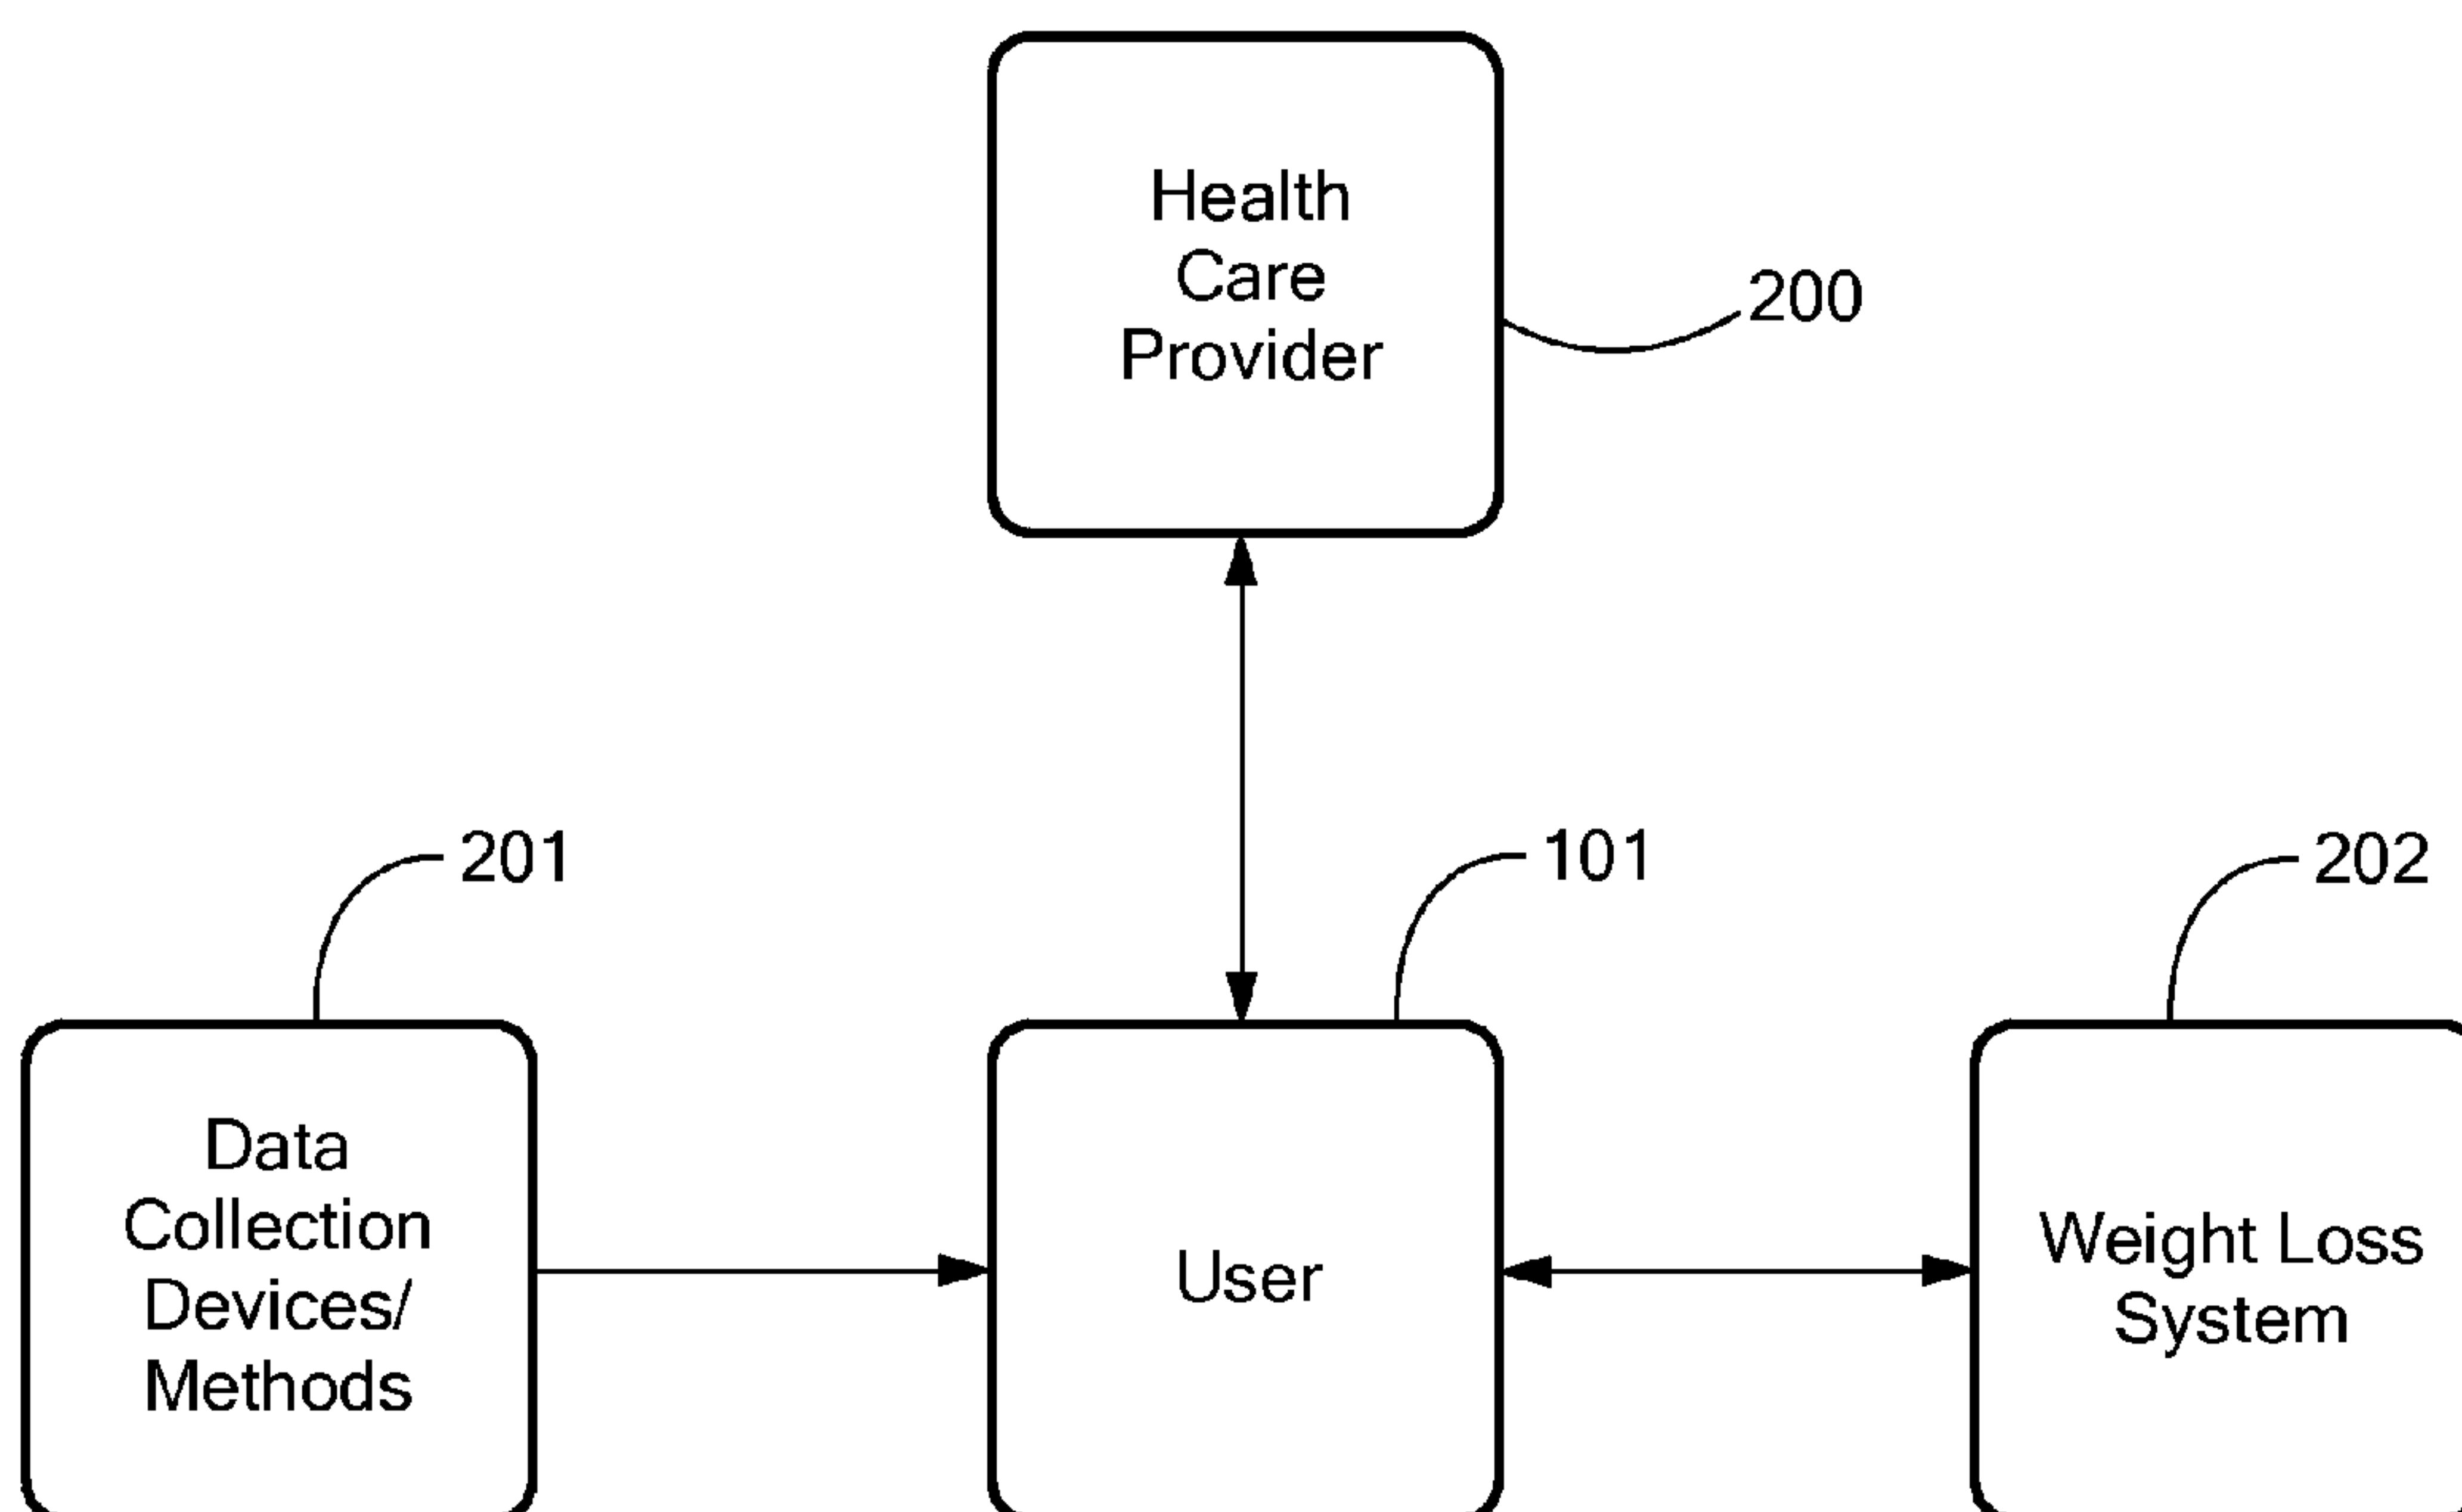 Health
Care
Provider
200
201
101
202
Data
Collection
Devices/
Methods
User
Weight Loss
System